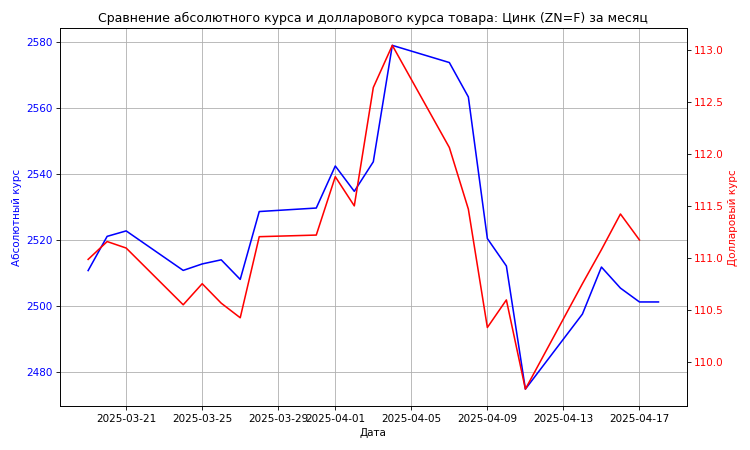 Сравнение абсолютного курса и долларового курса товара: Цинк (ZN=F) за месяц
2580
2560
2540
2520
2500
2480
Абсолютный курс
113.0
112.5
112.0
111.5
111.0
110.5
110.0
Долларовый курс
2025-03-21 2025-03-25 2025-03-29 2025-04-01 2025-04-05 2025-04-09 2025-04-13 2025-04-17
Дата